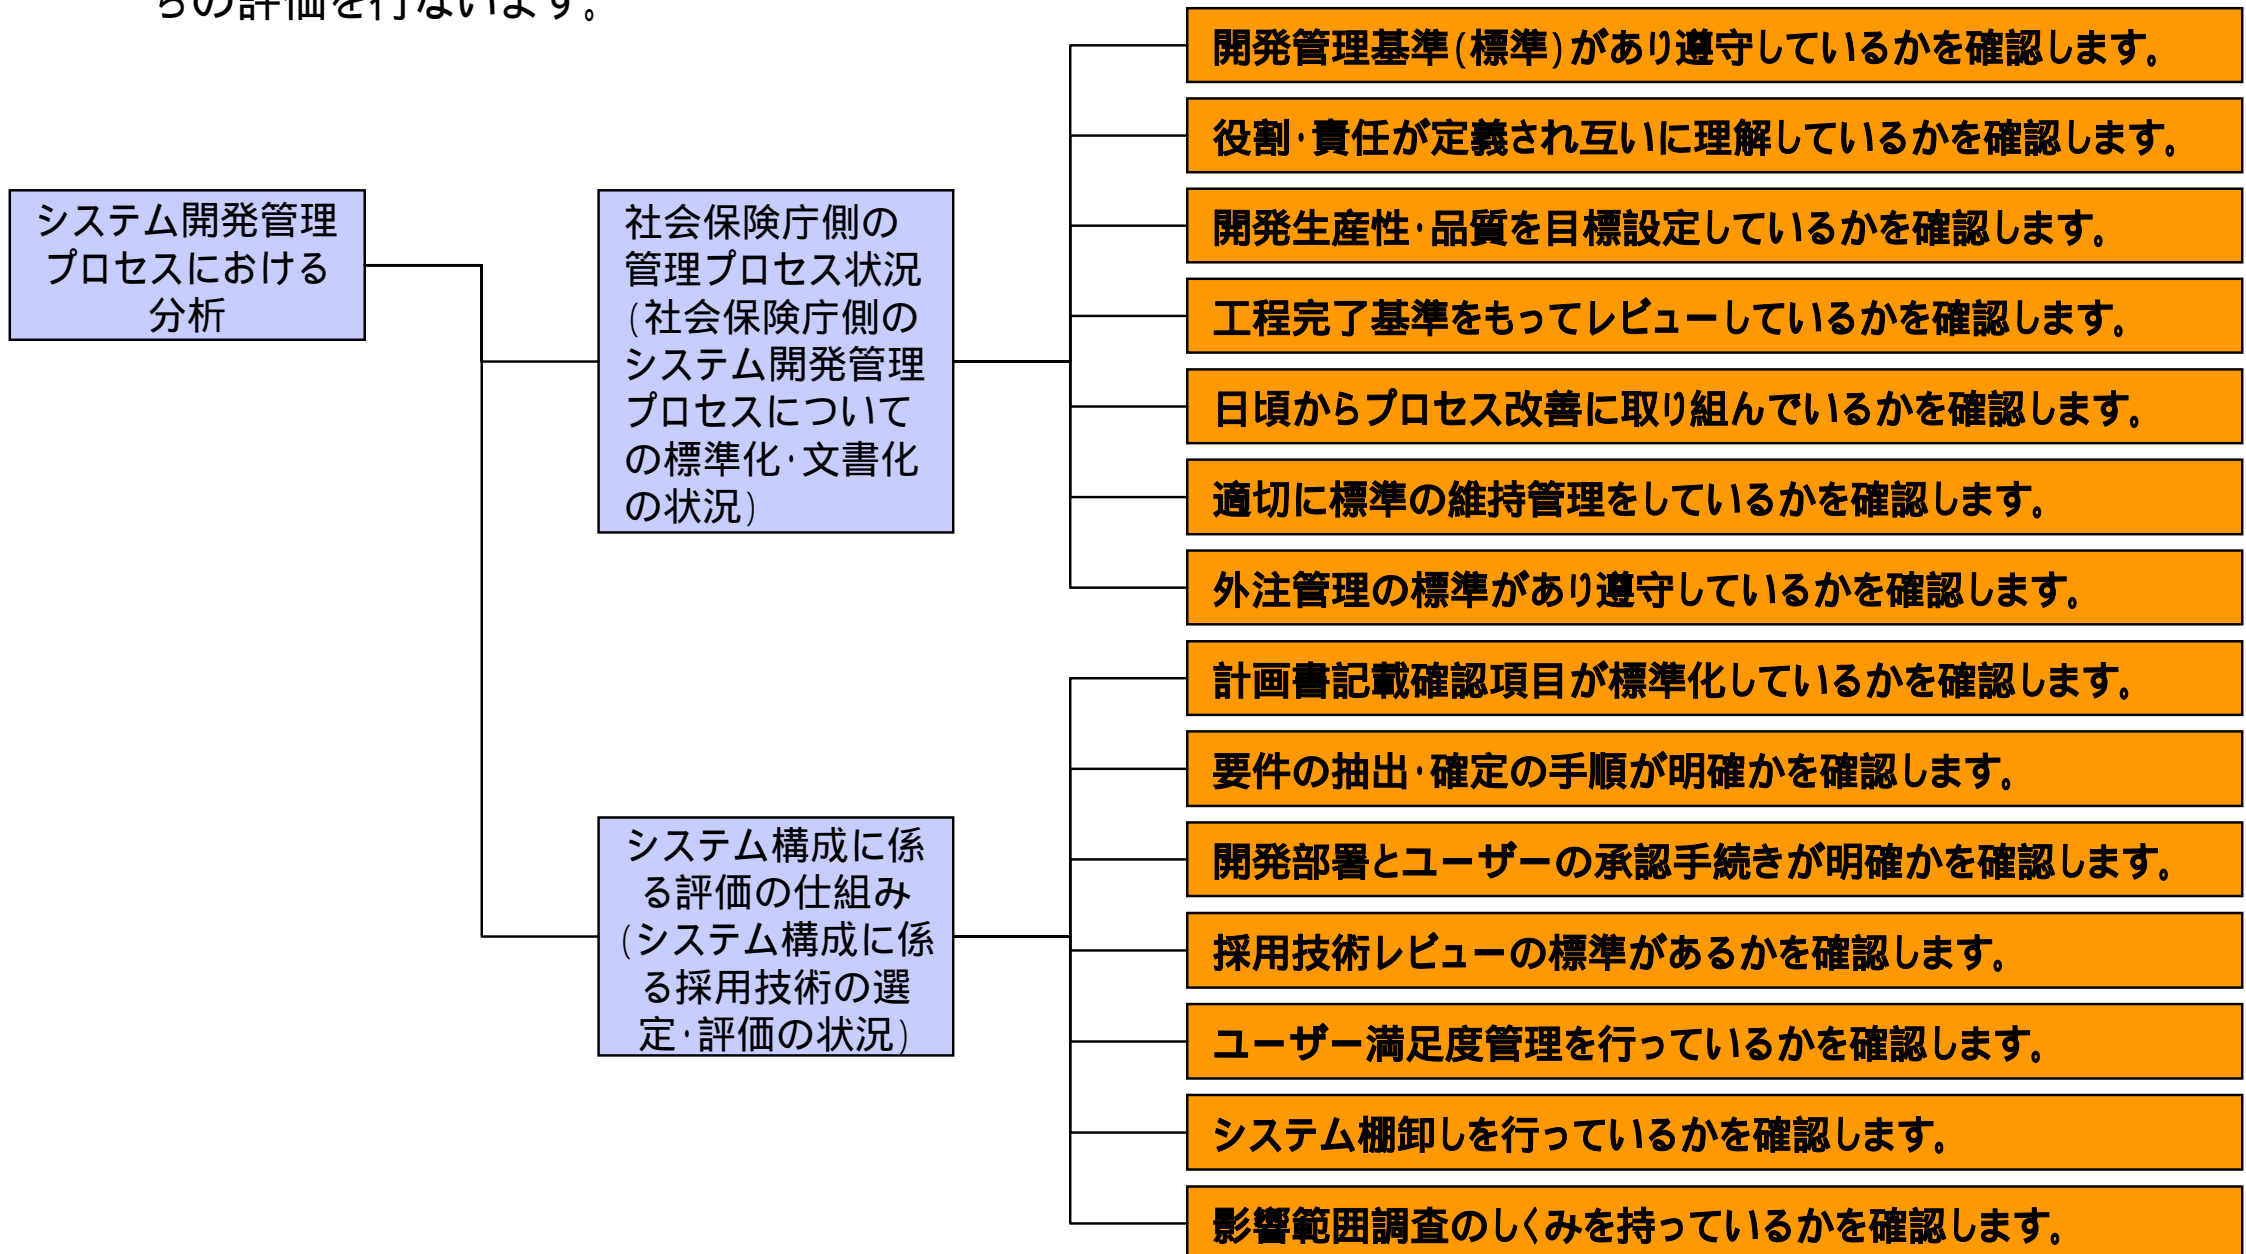 ちの評価を行ないます。
システム開発管理
プロセスにおける
分析
社会保険庁側の
管理プロセス状況
(社会保険庁側の
システム開発管理
プロセスについて
の標準化・文書化
の状況)
開発管理基準(標準)があり遵守しているかを確認します。
役割・責任が定義され互いに理解しているかを確認します。
開発生産性・品質を目標設定しているかを確認します。
工程完了基準をもってレビューしているかを確認します。
日頃からプロセス改善に取り組んでいるかを確認します。
適切に標準の維持管理をしているかを確認します。
外注管理の標準があり遵守しているかを確認します。
システム構成に係
る評価の仕組み
(システム構成に係
る採用技術の選
定・評価の状況)
計画書記載確認項目が標準化しているかを確認します。
要件の抽出・確定の手順が明確かを確認します。
開発部署とユーザーの承認手続きが明確かを確認します。
採用技術レビューの標準があるかを確認します。
ユーザー満足度管理を行っているかを確認します。
システム棚卸しを行っているかを確認します。
影響範囲調査のしくみを持っているかを確認します。